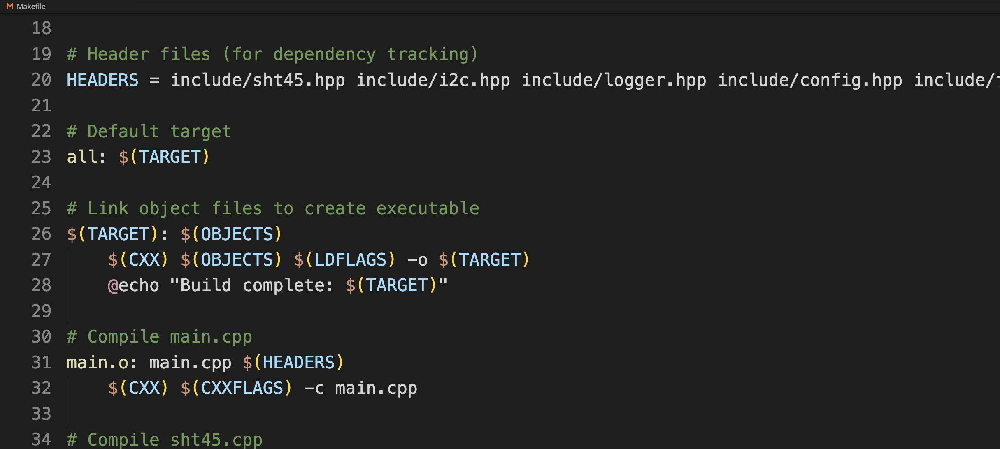 M Makefile
18
19 # Header files (for dependency tracking)
20 HEADERS = include/sht45.hpp include/i2c.hpp include/logger.hpp include/config.hpp include/
21
22 # Default target
23 all: $(TARGET)
24
25 # Link object files to create executable
26 $(TARGET): $(OBJECTS)
27     $(CXX) $(OBJECTS) $(LDFLAGS) -o $(TARGET)
28     @echo "Build complete: $(TARGET)"
29
30 # Compile main.cpp
31 main.o: main.cpp $(HEADERS)
32     $(CXX) $(CXXFLAGS) -c main.cpp
33
34 # Compile sht45.cpp